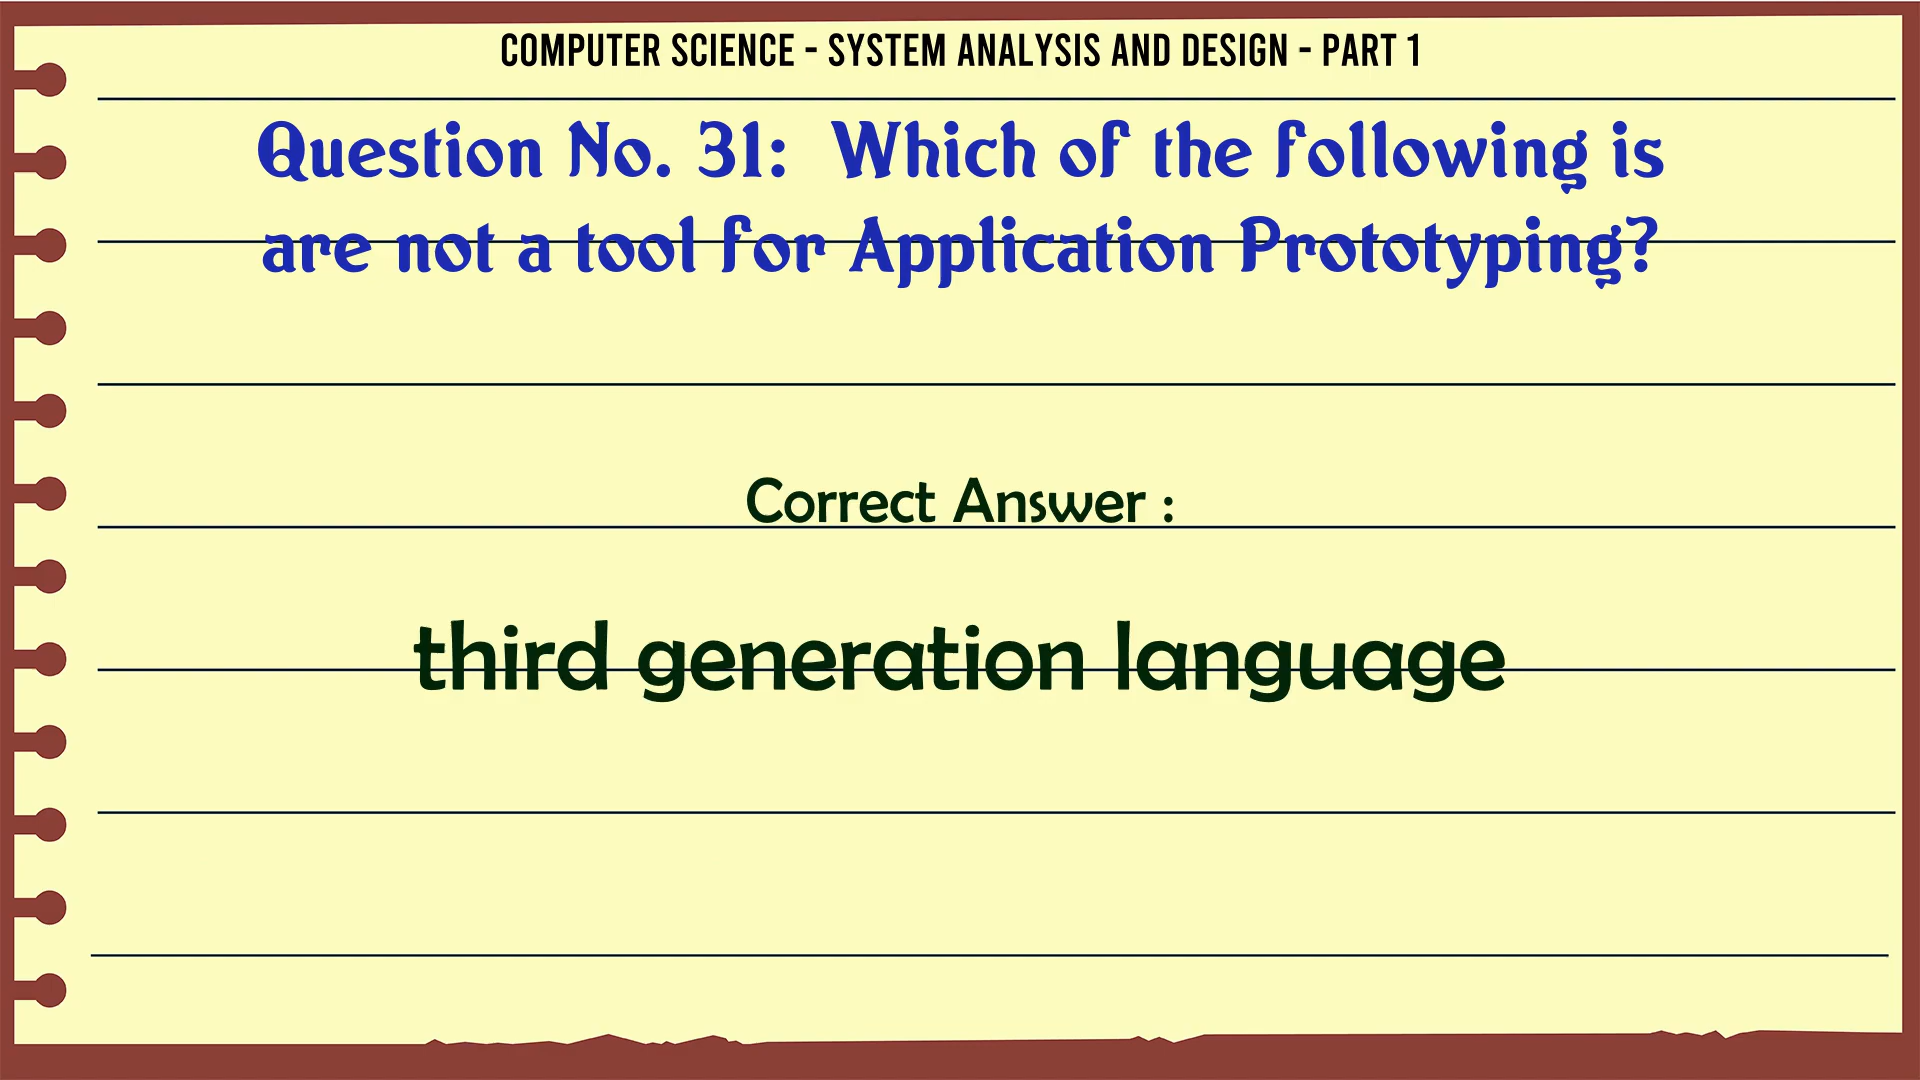 COMPUTER SCIENCE - SYSTEM ANALYSIS AND DESIGN - PART 1
Question No. 31: Which of the following is
are not a tool for Application Prototyping?
Correct Answer :
third generation language